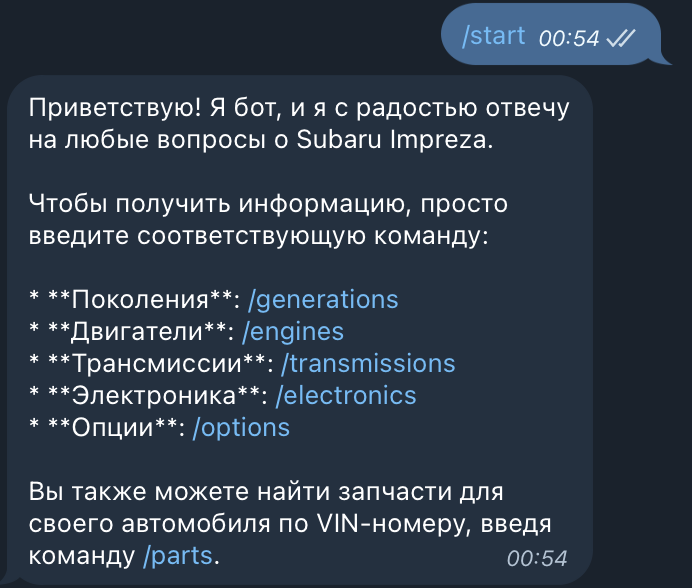 /start 00:54
Приветствую! Я бот, и я с радостью отвечу
на любые вопросы о Subaru Impreza.
Чтобы получить информацию, просто
введите соответствующую команду:
* **Поколения**: /generations
* **Двигатели**: /engines
* **Трансмиссии**: /transmissions
* **Электроника**: /electronics
* **Опции**: /options
Вы также можете найти запчасти для
своего автомобиля по VIN-номеру, введя
команду /parts.
00:54